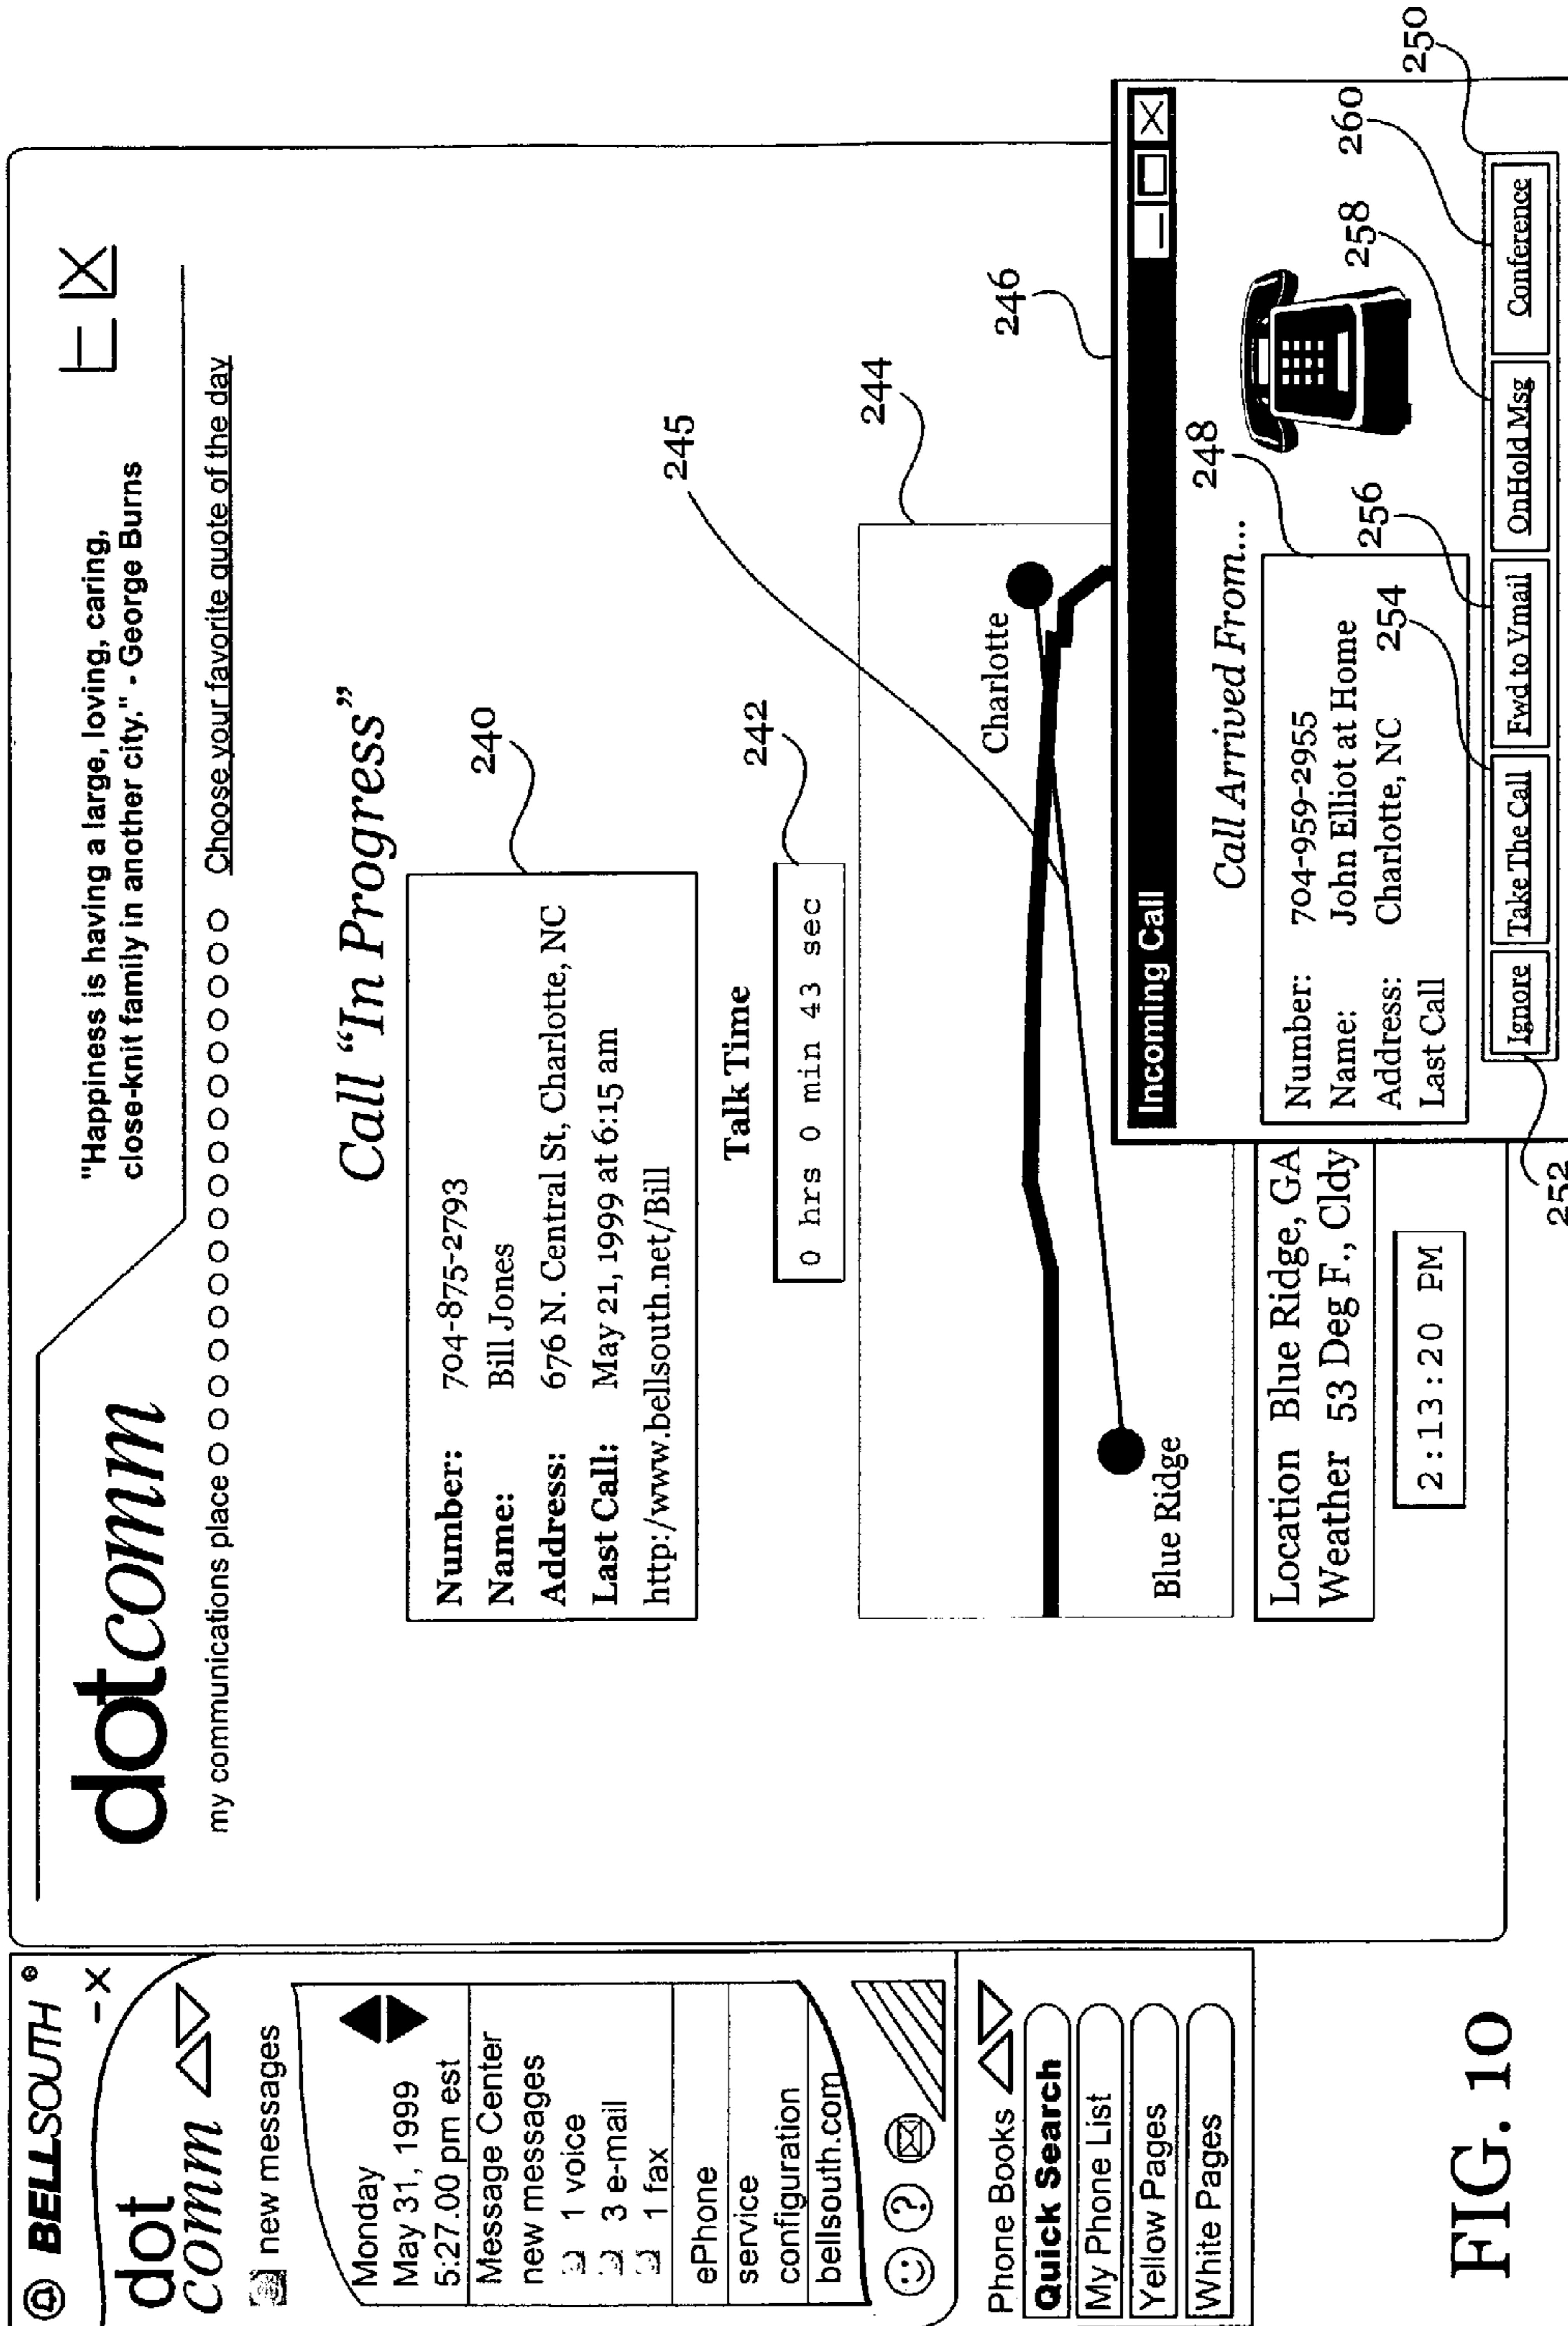 @ BELLSOUTH ®
– X
dot
comm
new messages
Monday
May 31, 1999
5:27.00 pm est
Message Center
new messages
1 voice
3 e-mail
1 fax
ePhone
service
configuration
bellsouth.com
?
Phone Books
Quick Search
My Phone List
Yellow Pages
White Pages
dotcomm
"Happiness is having a large, loving, caring,
close-knit family in another city." - George Burns
my communications place
Choose your favorite quote of the day
Call “In Progress”
Number: 704-875-2793
Name: Bill Jones
Address: 676 N. Central St, Charlotte, NC
Last Call: May 21, 1999 at 6:15 am
http:/www.bellsouth.net/Bill
240
Talk Time
0 hrs 0 min 43 sec
242
245
244
Charlotte
Blue Ridge
Location Blue Ridge, GA
Weather 53 Deg F., Cldy
2:13:20 PM
246
Incoming Call
Call Arrived From...
248
Number: 704-959-2955
Name: John Elliot at Home
Address: Charlotte, NC
Last Call
254
256
258
260
250
Ignore
Take The Call
Fwd to Vmail
OnHold Msg
Conference
252
FIG. 10